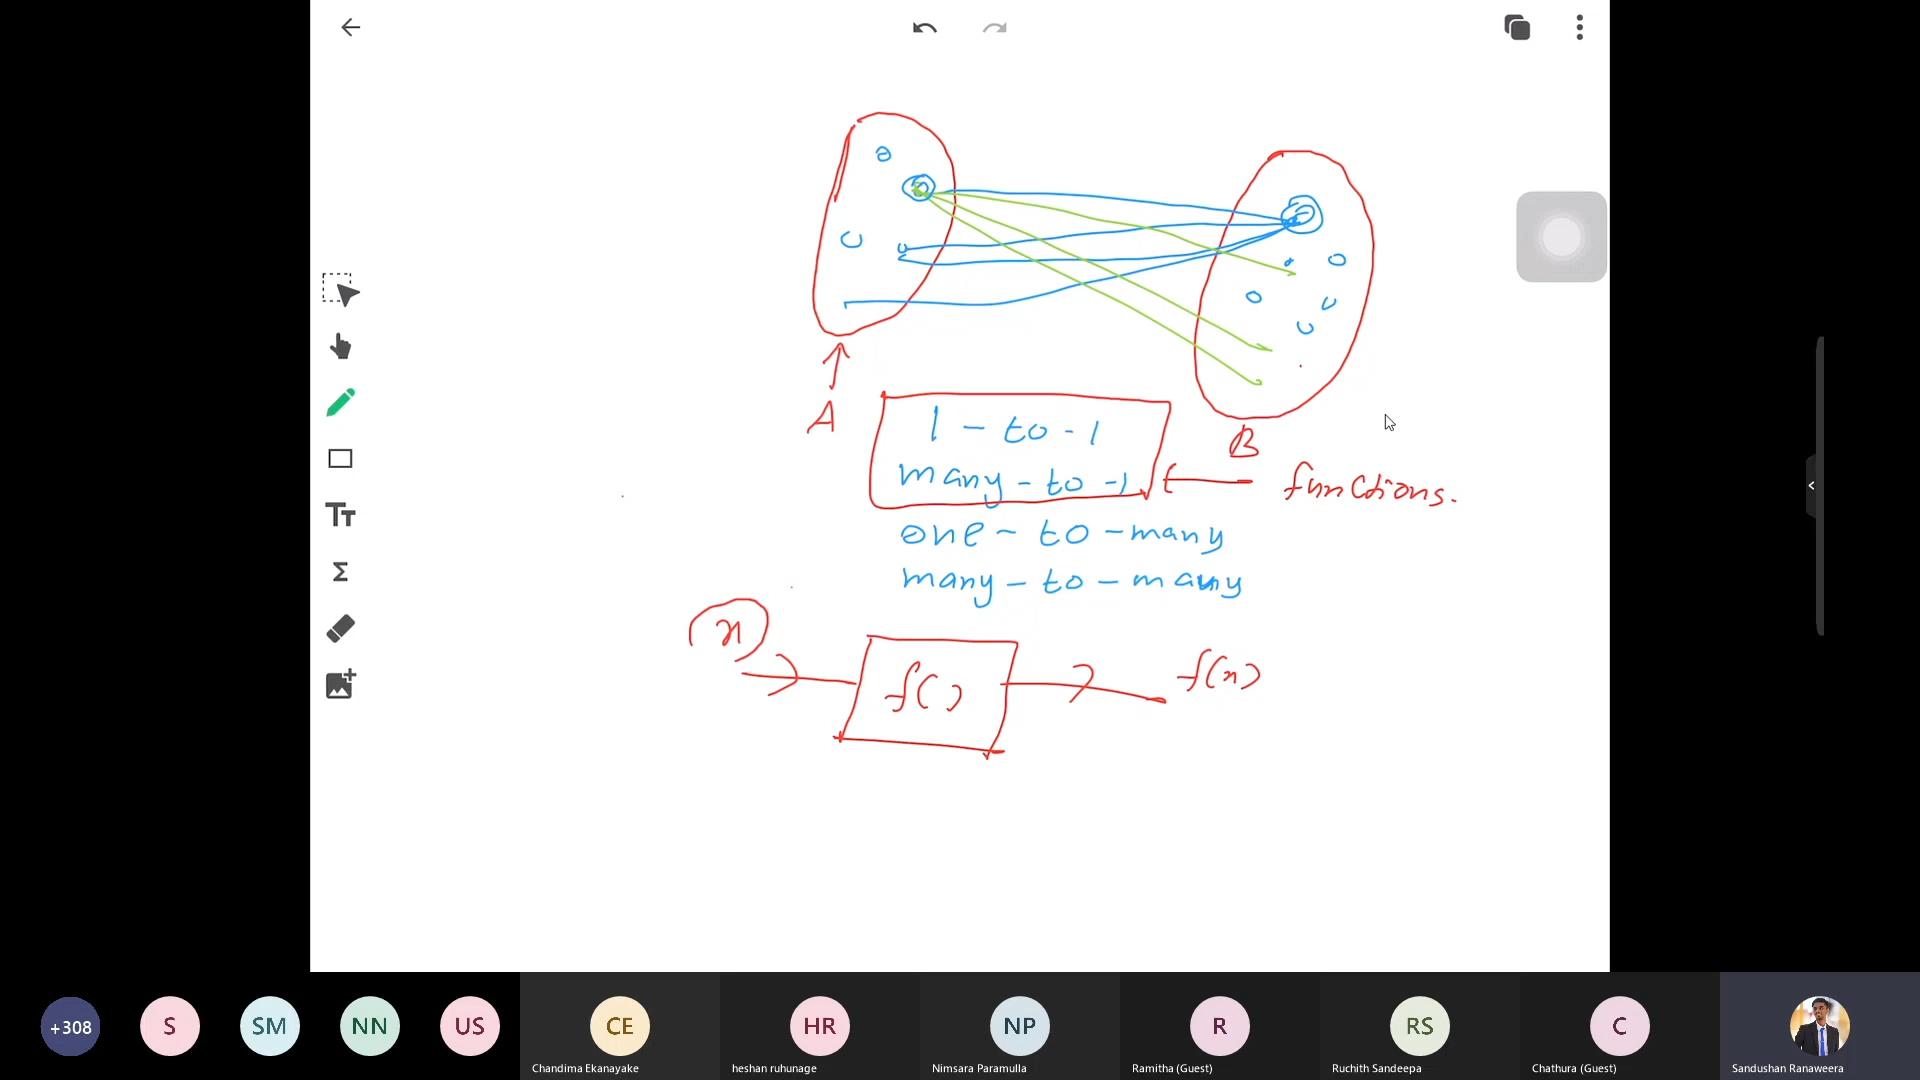 A
B
1 - to - 1
many - to - 1
functions.
one - to - many
many - to - many
x
f( )
f(x)
TT
Σ
<
+308
S
SM
NN
US
CE
HR
NP
R
RS
C
Chandima Ekanayake
heshan ruhunage
Nimsara Paramulla
Ramitha (Guest)
Ruchith Sandeepa
Chathura (Guest)
Sandushan Ranaweera